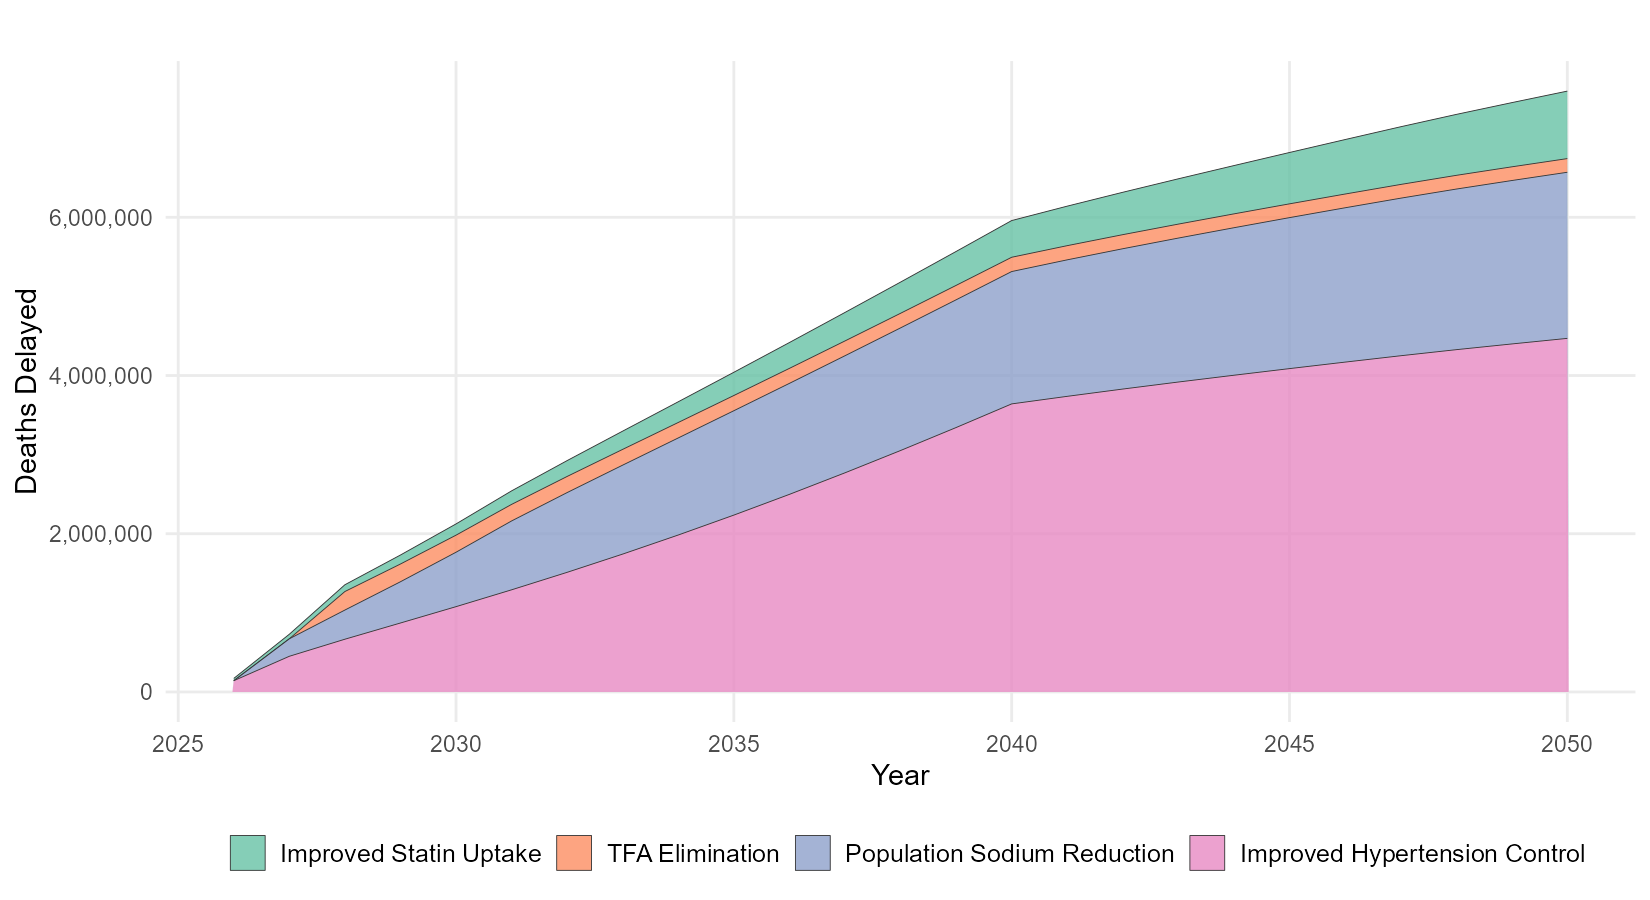 Deaths Delayed
6,000,000
4,000,000
2,000,000
0
2025 2030 2035 2040 2045 2050
Year
Improved Statin Uptake TFA Elimination Population Sodium Reduction Improved Hypertension Control